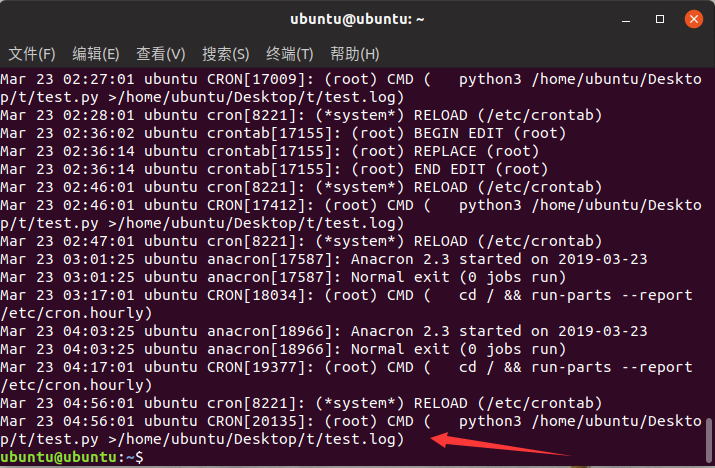 ubuntu@ubuntu: ~
文件(F) 编辑(E) 查看(V) 搜索(S) 终端(T) 帮助(H)
Mar 23 02:27:01 ubuntu CRON[17009]: (root) CMD (   python3 /home/ubuntu/Deskto
p/t/test.py >/home/ubuntu/Desktop/t/test.log)
Mar 23 02:28:01 ubuntu cron[8221]: (*system*) RELOAD (/etc/crontab)
Mar 23 02:36:02 ubuntu crontab[17155]: (root) BEGIN EDIT (root)
Mar 23 02:36:14 ubuntu crontab[17155]: (root) REPLACE (root)
Mar 23 02:36:14 ubuntu crontab[17155]: (root) END EDIT (root)
Mar 23 02:46:01 ubuntu cron[8221]: (*system*) RELOAD (/etc/crontab)
Mar 23 02:46:01 ubuntu CRON[17412]: (root) CMD (   python3 /home/ubuntu/Deskto
p/t/test.py >/home/ubuntu/Desktop/t/test.log)
Mar 23 02:47:01 ubuntu cron[8221]: (*system*) RELOAD (/etc/crontab)
Mar 23 03:01:25 ubuntu anacron[17587]: Anacron 2.3 started on 2019-03-23
Mar 23 03:01:25 ubuntu anacron[17587]: Normal exit (0 jobs run)
Mar 23 03:17:01 ubuntu CRON[18034]: (root) CMD (   cd / && run-parts --report
/etc/cron.hourly)
Mar 23 04:03:25 ubuntu anacron[18966]: Anacron 2.3 started on 2019-03-23
Mar 23 04:03:25 ubuntu anacron[18966]: Normal exit (0 jobs run)
Mar 23 04:17:01 ubuntu CRON[19377]: (root) CMD (   cd / && run-parts --report
/etc/cron.hourly)
Mar 23 04:56:01 ubuntu cron[8221]: (*system*) RELOAD (/etc/crontab)
Mar 23 04:56:01 ubuntu CRON[20135]: (root) CMD (   python3 /home/ubuntu/Deskto
p/t/test.py >/home/ubuntu/Desktop/t/test.log)
ubuntu@ubuntu:~$